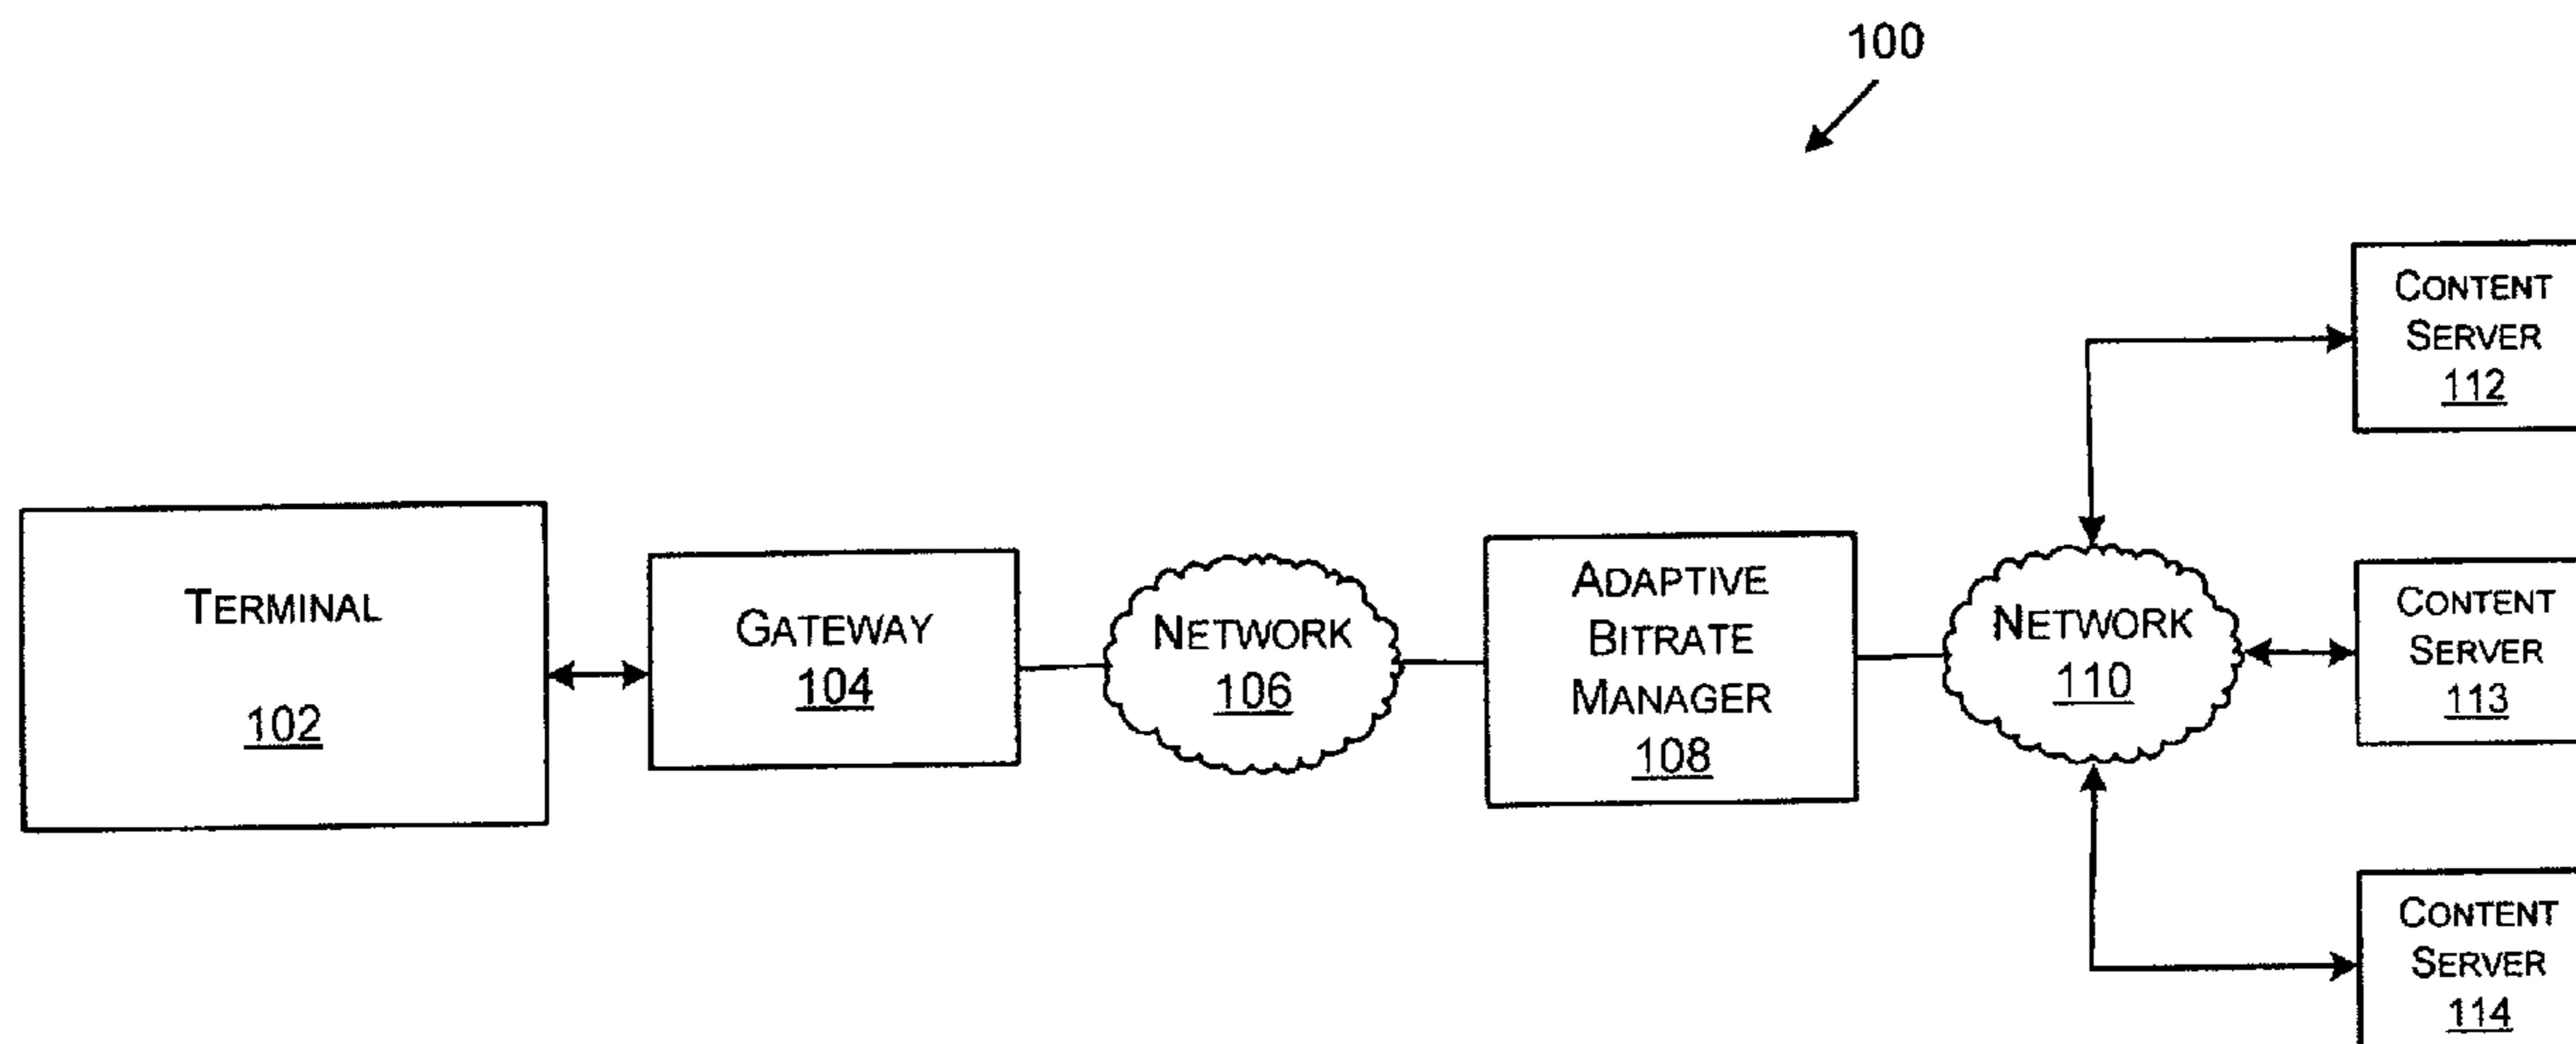 100
TERMINAL
102
GATEWAY
104
NETWORK
106
ADAPTIVE
BITRATE
MANAGER
108
NETWORK
110
CONTENT
SERVER
112
CONTENT
SERVER
113
CONTENT
SERVER
114